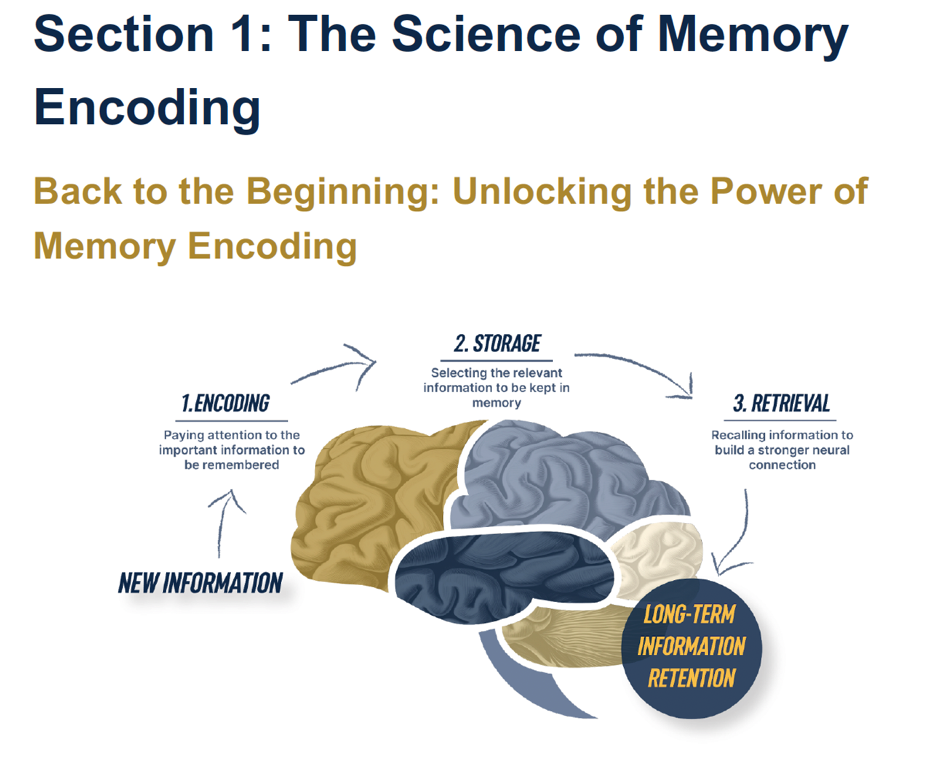 Section 1: The Science of Memory
Encoding
Back to the Beginning: Unlocking the Power of
Memory Encoding
2. STORAGE
Selecting the relevant
information to be kept in
memory
1.ENCODING
Paying attention to the
important information to
be remembered
3. RETRIEVAL
Recalling information to
build a stronger neural
connection
NEW INFORMATION
LONG-TERM
INFORMATION
RETENTION